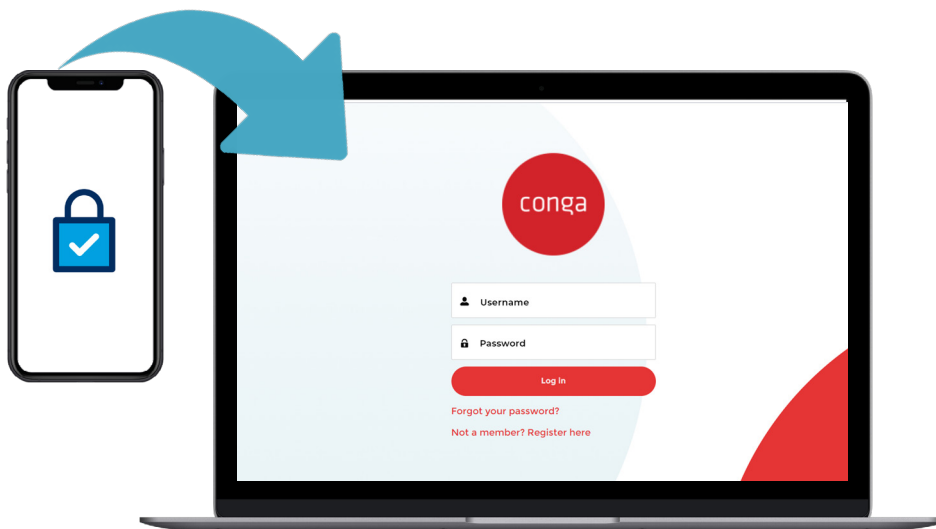 conga
Username
Password
Log in
Forgot your password?
Not a member? Register here